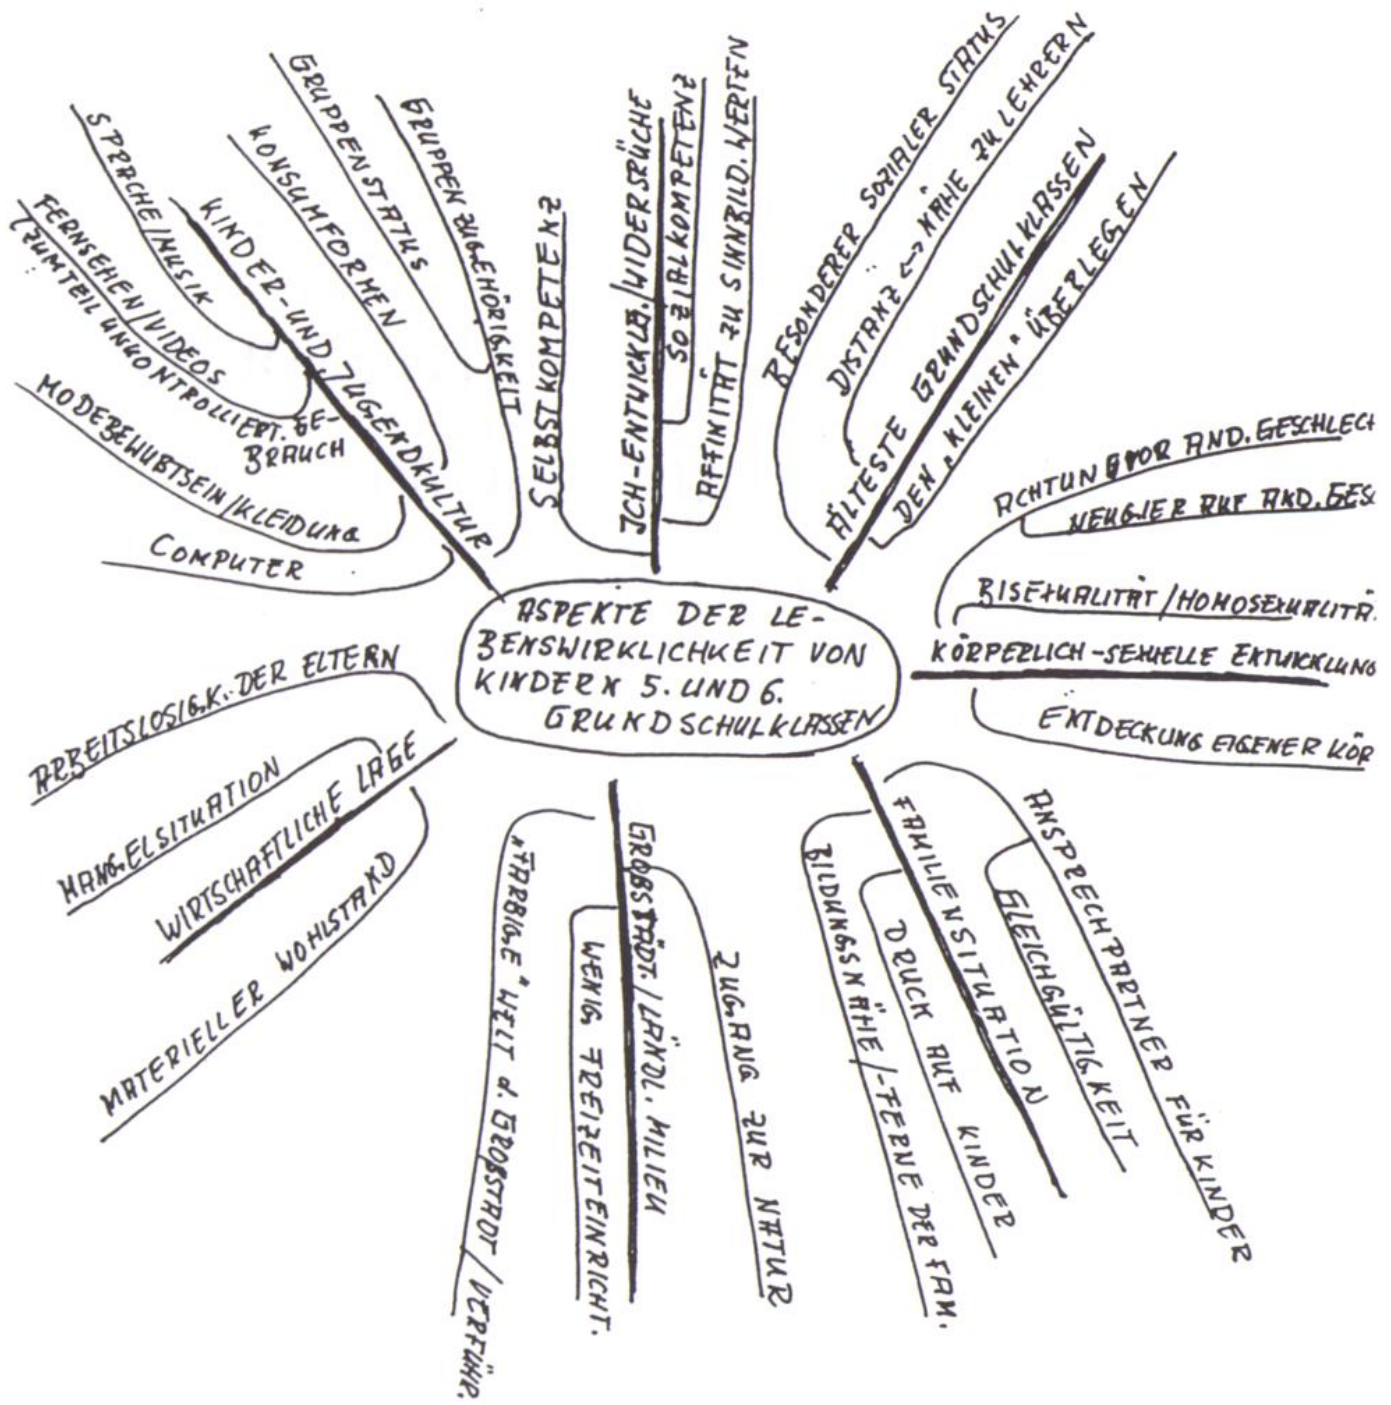 ASPEKTE DER LE-
BENSWIRKLICHKEIT VON
KINDERN 5. UND 6.
GRUNDSCHULKLASSEN
KINDER-UND JUGENDKULTUR
COMPUTER
MODEBEWUßTSEIN/KLEIDUNG
FERNSEHEN/VIDEOS
(ZUMTEIL UNKONTROLLIERT. GE-
BRAUCH
SPRACHE/MUSIK
KONSUMFORMEN
GRUPPENSTATUS
GRUPPENZUGEHÖRIGKEIT
ICH-ENTWICKLG./WIDERSRÜCHE
SELBSTKOMPETENZ
SOZIALKOMPETENZ
AFFINITÄT ZU SINNBILD. WERTEN
ÄLTESTE GRUNDSCHULKLASSEN
BESONDERER SOZIALER STATUS
DISTANZ <-> NÄHE ZU LEHRERN
DEN „KLEINEN" ÜBERLEGEN
KÖRPERLICH-SEXUELLE ENTWICKLUNG
ACHTUNG VOR AND. GESCHLECH
NEUGIER AUF AND. GES
BISEXUALITÄT/HOMOSEXUALITÄ
ENTDECKUNG EIGENER KÖR
FAMILIENSITUATION
ANSPRECHPARTNER FÜR KINDER
GLEICHGÜLTIGKEIT
DRUCK AUF KINDER
BILDUNGSNÄHE/-FERNE DER FAM.
GROßSTÄDT./LÄNDL. MILIEU
ZUGANG ZUR NATUR
WENIG FREIZEITEINRICHT.
„FARBIGE" WELT d. GROßSTADT/VERFÜHR.
WIRTSCHAFTLICHE LAGE
ARBEITSLOSIGK. DER ELTERN
MANGELSITUATION
MATERIELLER WOHLSTAND